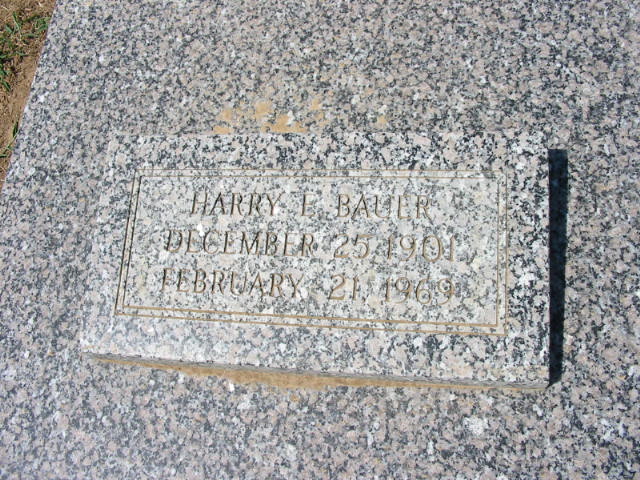 HARRY E BAUER
DECEMBER 25, 1901
FEBRUARY 21, 1969